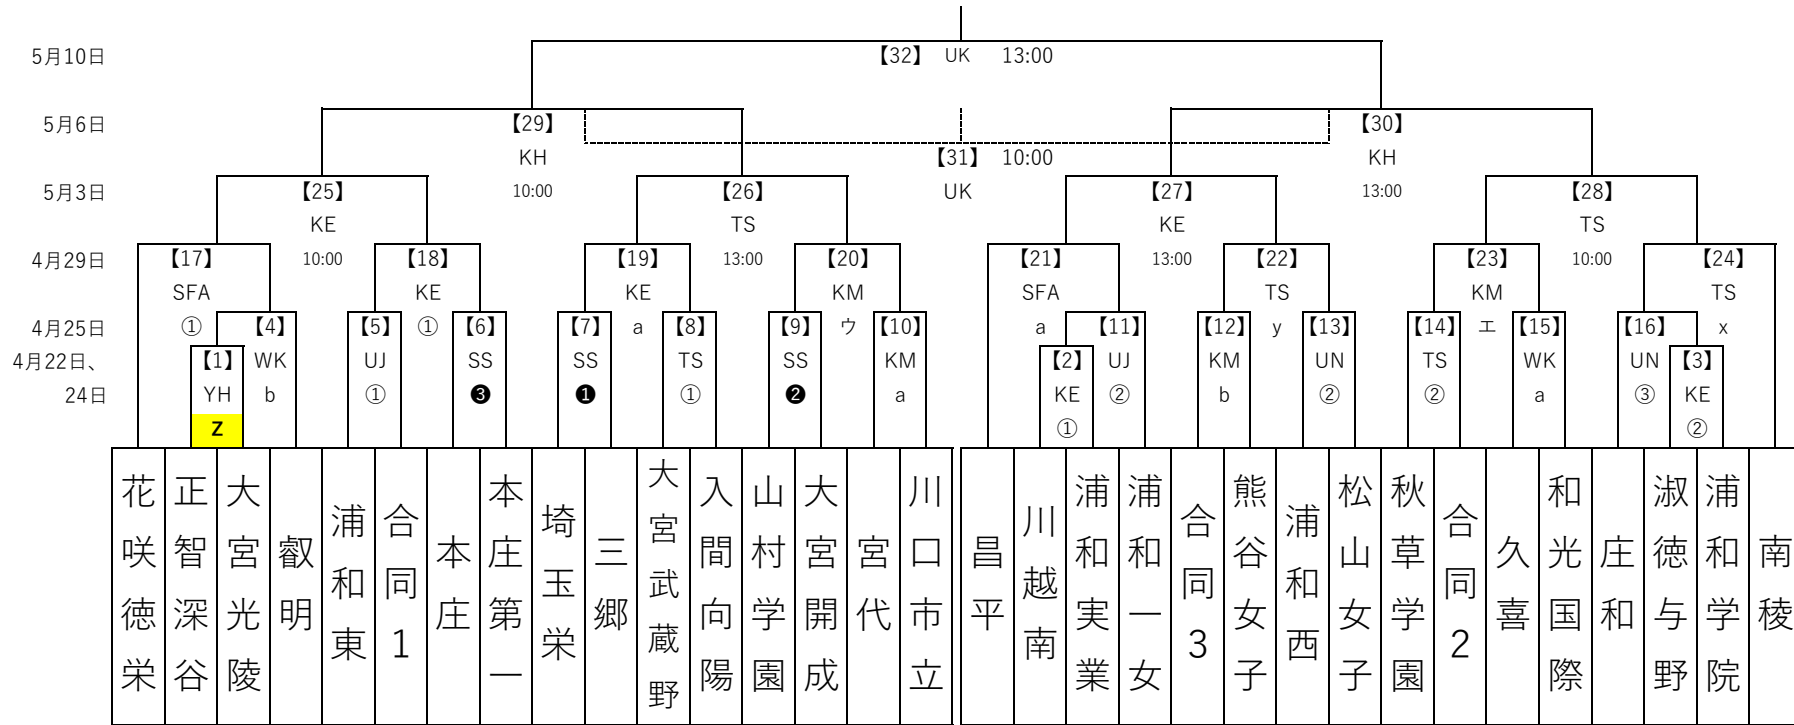 5月10日 【32】 UK 13:00
5月6日 【29】 【30】
KH 【31】 10:00 KH
5月3日 【25】 10:00 【26】 UK 【27】 13:00 【28】
KE TS KE TS
4月29日 【17】 10:00 【18】 【19】 13:00 【20】 【21】 13:00 【22】 【23】 10:00 【24】
SFA KE KE KM SFA TS KM TS
4月25日 ① 【4】 【5】 ① 【6】 【7】 a 【8】 【9】 ウ 【10】 a 【11】 【12】 y 【13】 【14】 エ 【15】 【16】 x
4月22日、 【1】 WK UJ SS SS TS SS KM 【2】 UJ KM UN TS WK UN 【3】
24日 YH b ① ❸ ❶ ① ❷ a KE ② b ② ② a ③ KE
Z ① ②
花咲徳栄
正智深谷
大宮光陵
叡明
浦和東
合同1
本庄
本庄第一
埼玉栄
三郷
大宮武蔵野
入間向陽
山村学園
大宮開成
宮代
川口市立
昌平
川越南
浦和実業
浦和一女
合同3
熊谷女子
浦和西
松山女子
秋草学園
合同2
久喜
和光国際
庄和
淑徳与野
浦和学院
南稜